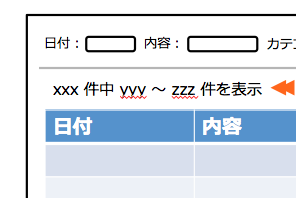 日付： 内容： カテ
xxx 件中 yyy ～ zzz 件を表示
日付 内容